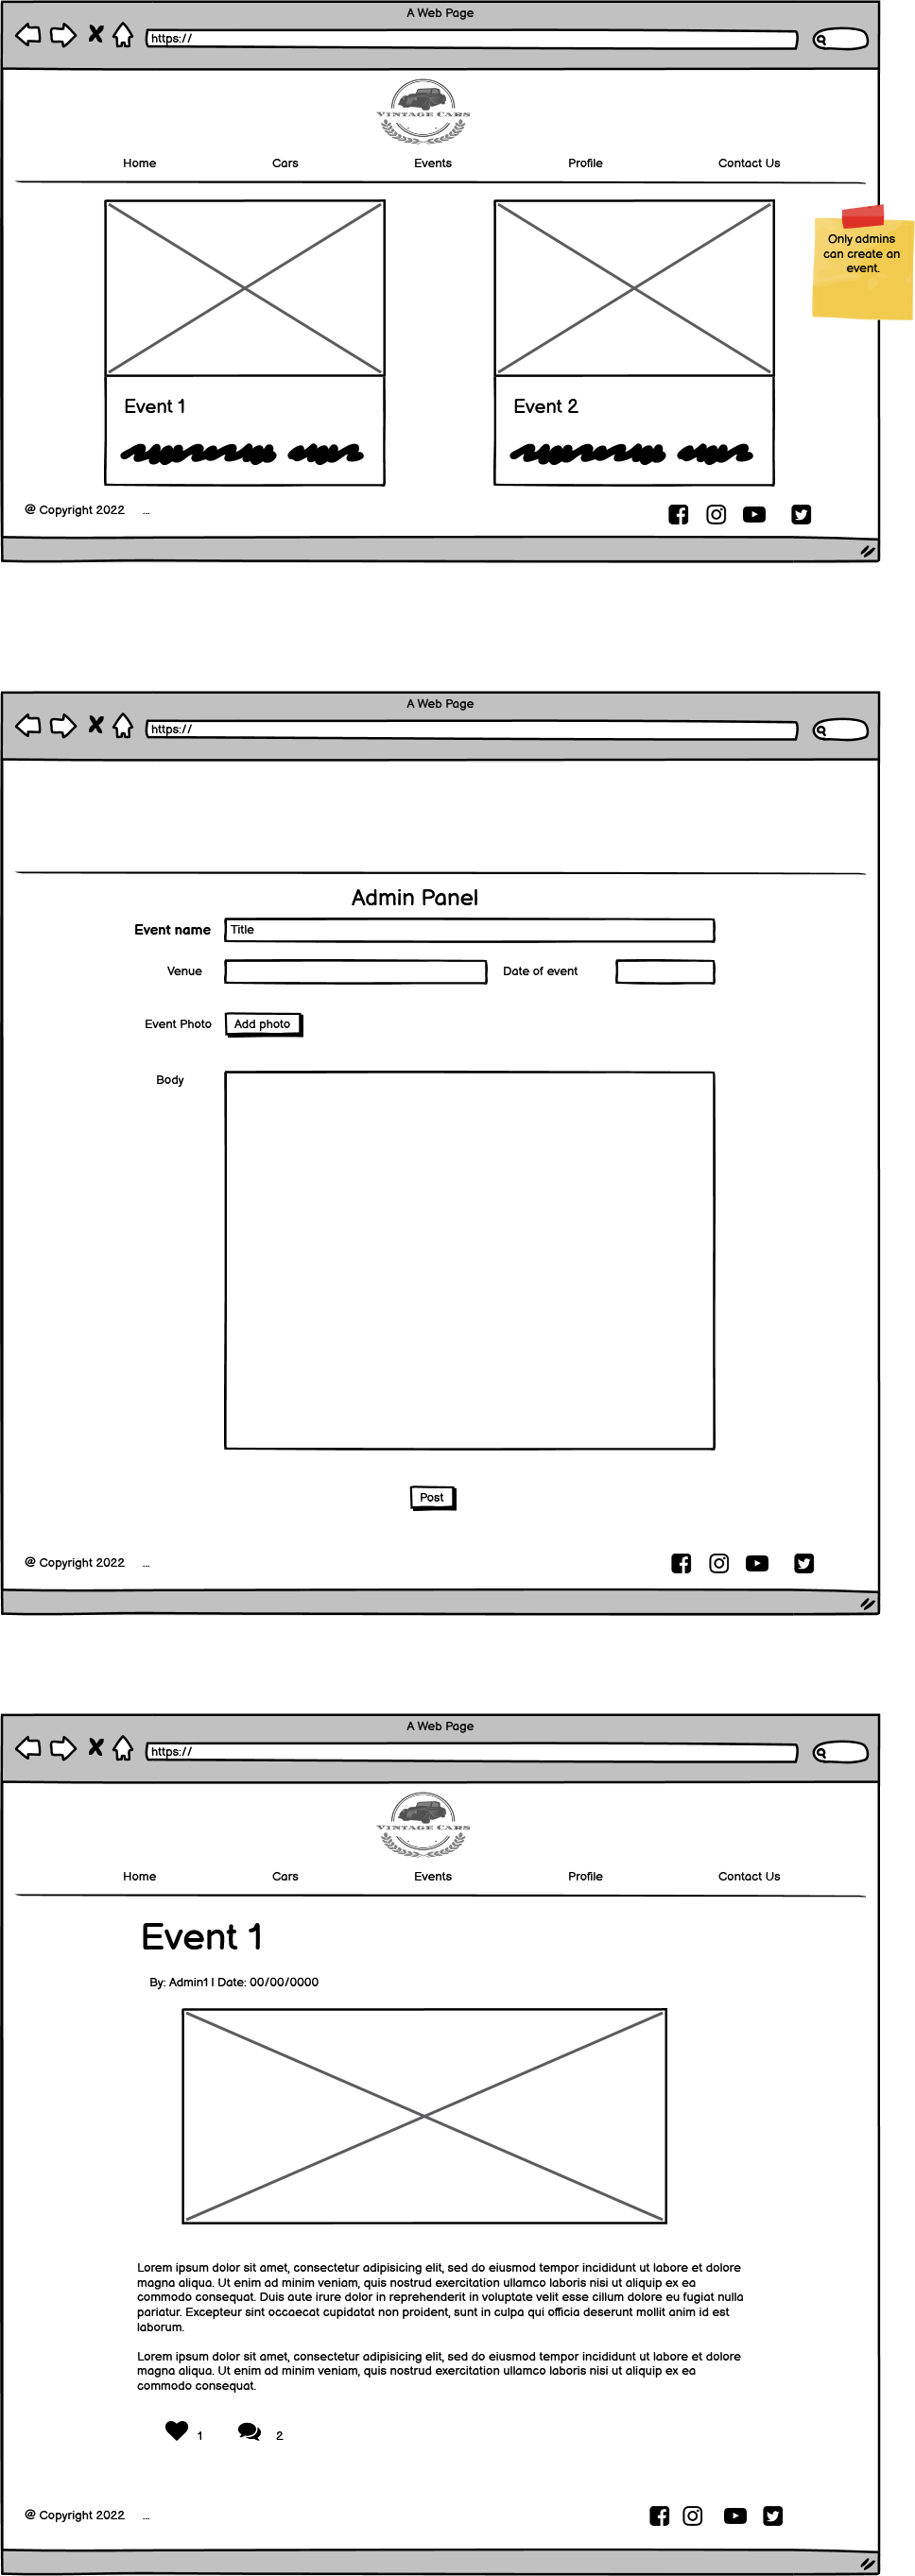 A Web Page
https://
VINTAGE CARS
Home Cars Events Profile Contact Us
Only admins
can create an
event.
Event 1 Event 2
@ Copyright 2022 ...
A Web Page
https://
Admin Panel
Event name Title
Venue Date of event
Event Photo Add photo
Body
Post
@ Copyright 2022 ...
A Web Page
https://
VINTAGE CARS
Home Cars Events Profile Contact Us
Event 1
By: Admin1 | Date: 00/00/0000
Lorem ipsum dolor sit amet, consectetur adipisicing elit, sed do eiusmod tempor incididunt ut labore et dolore
magna aliqua. Ut enim ad minim veniam, quis nostrud exercitation ullamco laboris nisi ut aliquip ex ea
commodo consequat. Duis aute irure dolor in reprehenderit in voluptate velit esse cillum dolore eu fugiat nulla
pariatur. Excepteur sint occaecat cupidatat non proident, sunt in culpa qui officia deserunt mollit anim id est
laborum.
Lorem ipsum dolor sit amet, consectetur adipisicing elit, sed do eiusmod tempor incididunt ut labore et dolore
magna aliqua. Ut enim ad minim veniam, quis nostrud exercitation ullamco laboris nisi ut aliquip ex ea
commodo consequat.
1 2
@ Copyright 2022 ...